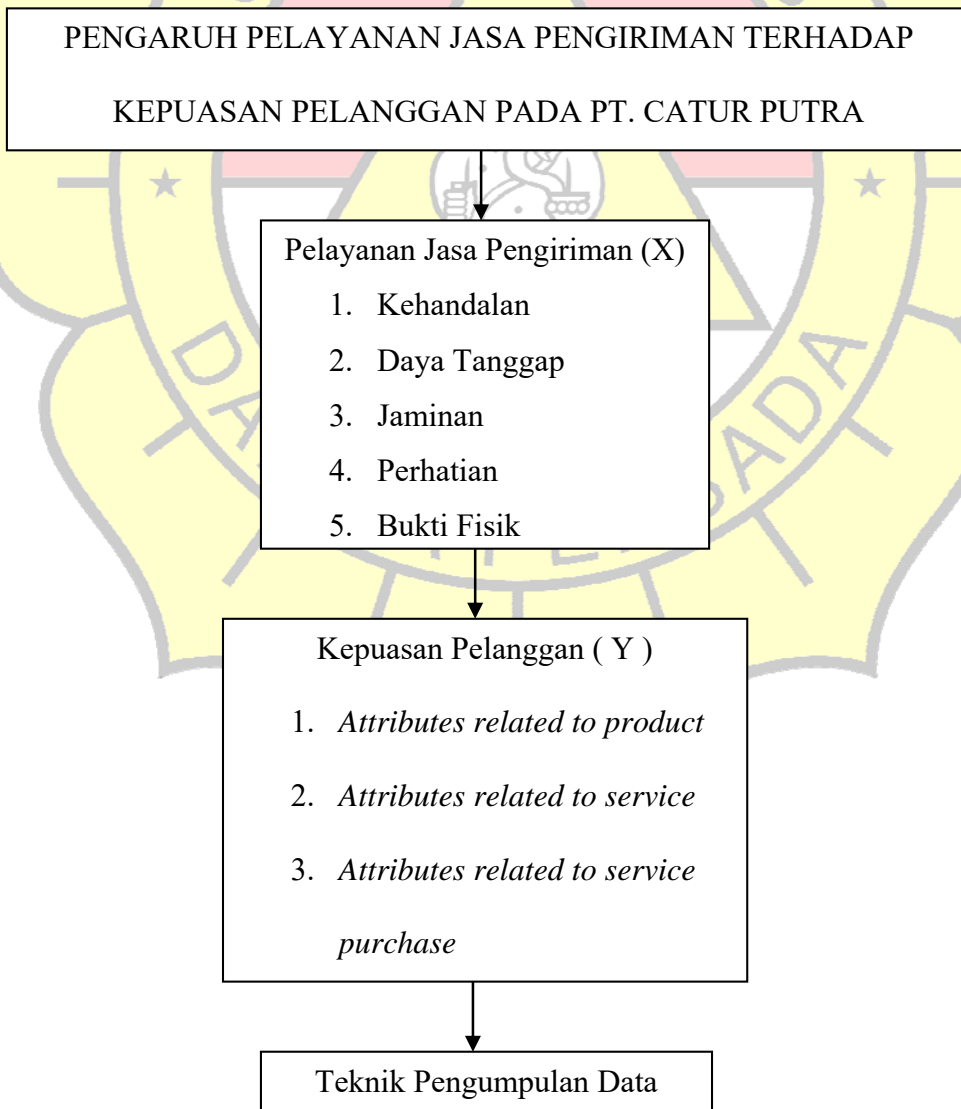 PENGARUH PELAYANAN JASA PENGIRIMAN TERHADAP
KEPUASAN PELANGGAN PADA PT. CATUR PUTRA
Pelayanan Jasa Pengiriman (X)
1. Kehandalan
2. Daya Tanggap
3. Jaminan
4. Perhatian
5. Bukti Fisik
Kepuasan Pelanggan ( Y )
1. Attributes related to product
2. Attributes related to service
3. Attributes related to service
purchase
Teknik Pengumpulan Data